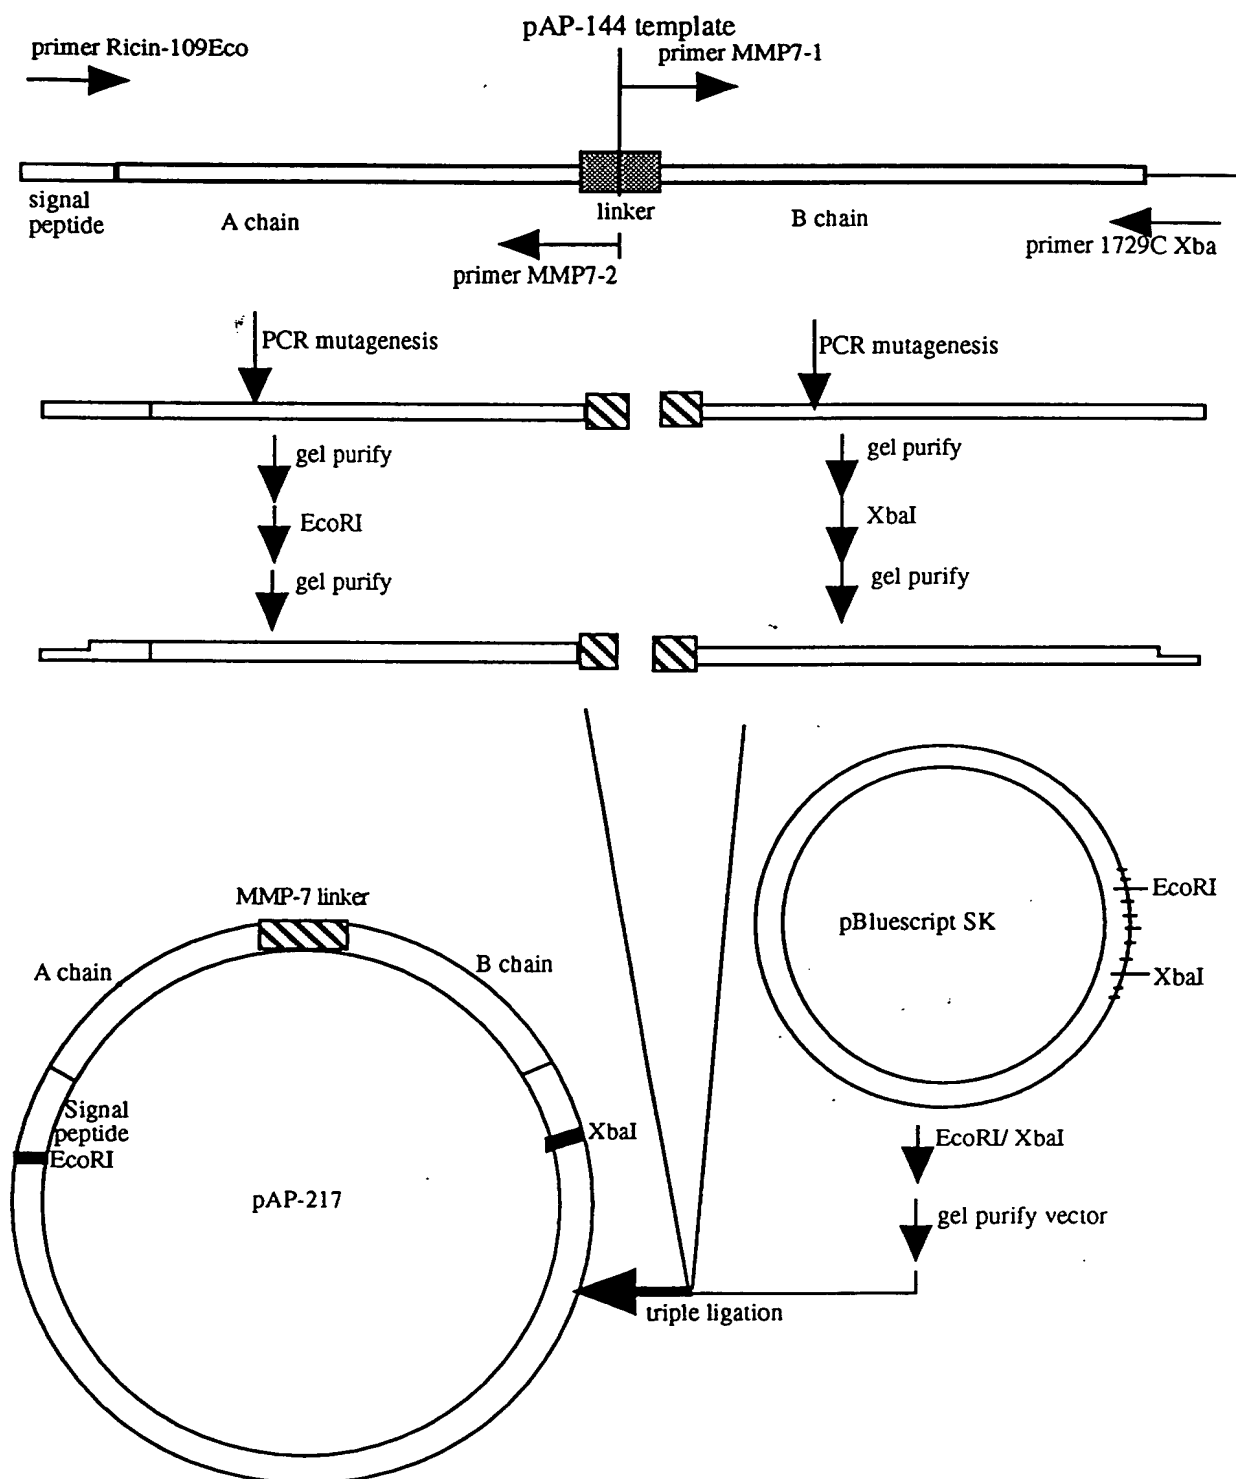 pAP-144 template
primer Ricin-109Eco
primer MMP7-1
signal
peptide
A chain
linker
B chain
primer MMP7-2
primer 1729C Xba
PCR mutagenesis
PCR mutagenesis
gel purify
gel purify
EcoRI
XbaI
gel purify
gel purify
MMP-7 linker
A chain
B chain
EcoRI
pBluescript SK
XbaI
Signal
peptide
EcoRI
XbaI
pAP-217
EcoRI/ XbaI
gel purify vector
triple ligation